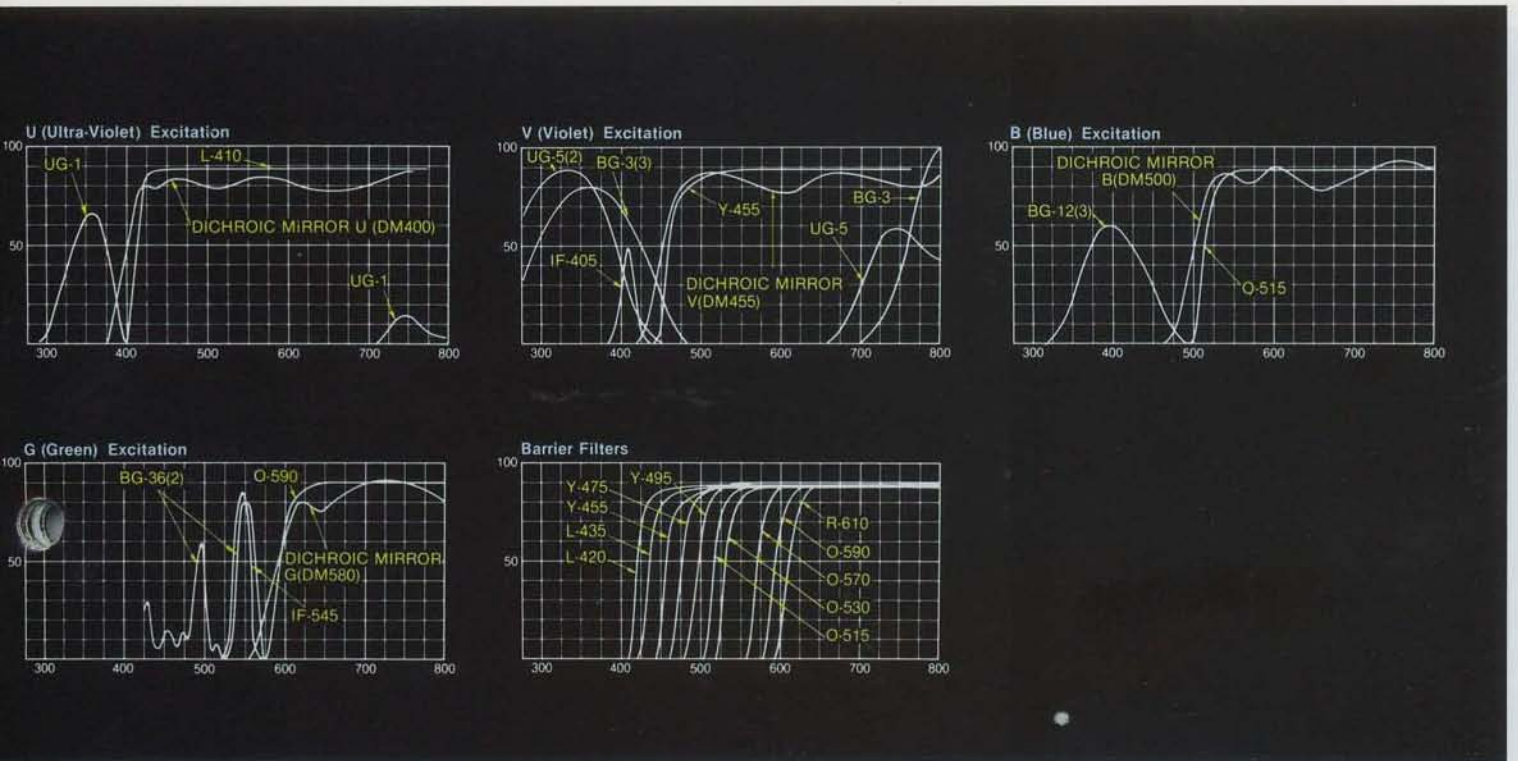 U (Ultra-Violet) Excitation
100
UG-1
L-410
DICHROIC MIRROR U (DM400)
50
UG-1
300 400 500 600 700 800
V (Violet) Excitation
100
UG-5(2)
BG-3(3)
BG-3
Y-455
UG-5
50
IF-405
DICHROIC MIRROR
V(DM455)
300 400 500 600 700 800
B (Blue) Excitation
100
DICHROIC MIRROR
B(DM500)
BG-12(3)
50
O-515
300 400 500 600 700 800
G (Green) Excitation
100
BG-36(2)
O-590
50
DICHROIC MIRROR
G(DM580)
IF-545
300 400 500 600 700 800
Barrier Filters
100
Y-495
Y-475
Y-455
L-435
L-420
50
R-610
O-590
O-570
O-530
O-515
300 400 500 600 700 800